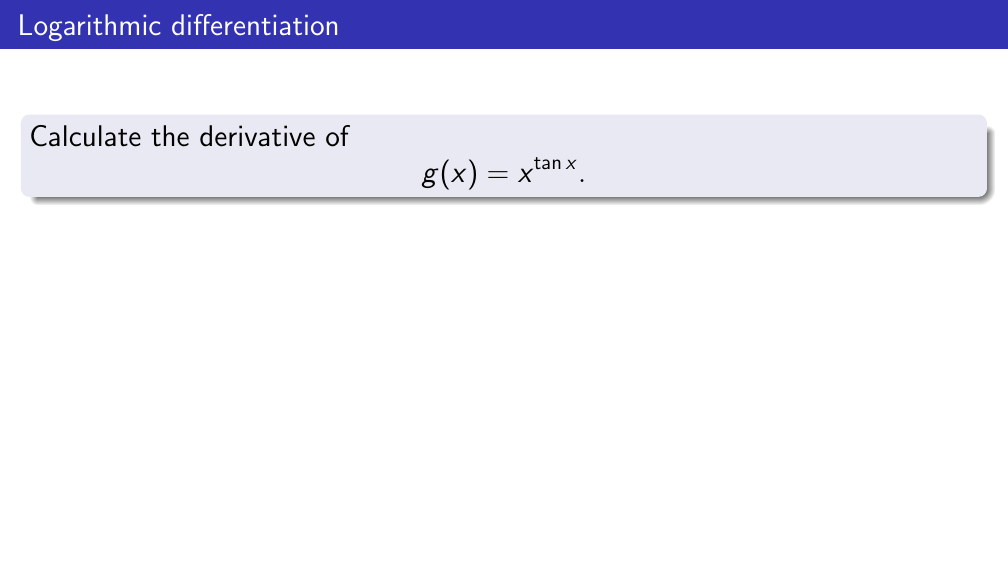 Logarithmic differentiation
Calculate the derivative of
g(x) = x^{tan x}.